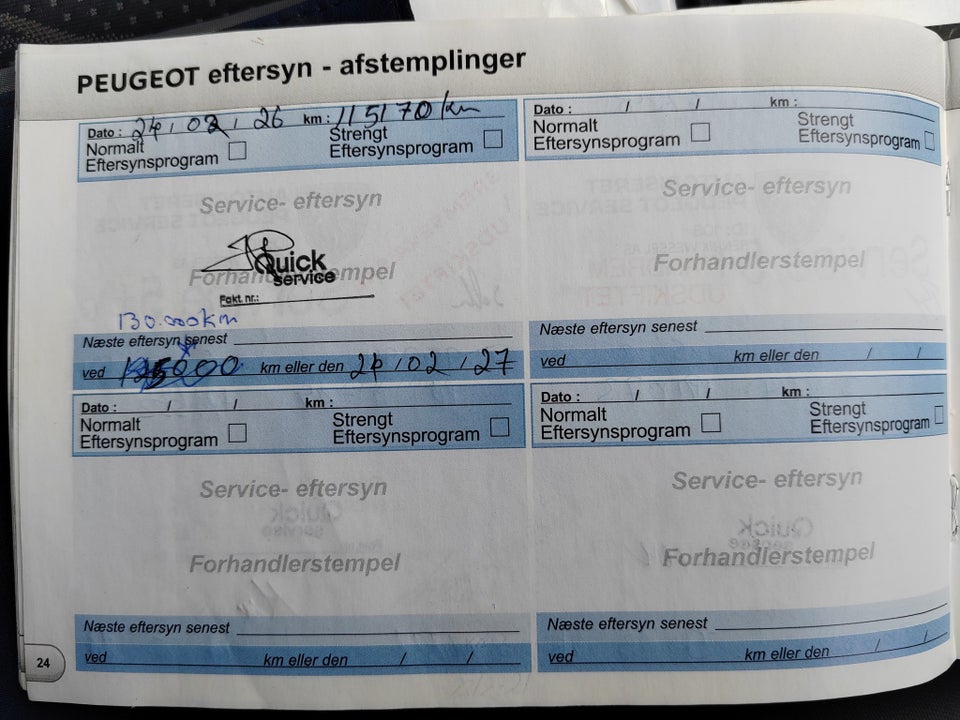 PEUGEOT eftersyn - afstemplinger
Dato : 24 / 02 / 26 km : 115170 km
Normalt Eftersynsprogram
Strengt Eftersynsprogram
Service- eftersyn
Forhandlerstempel
Quick
service
Fakt. nr.:
130.000 km
Næste eftersyn senest
ved km eller den 24 / 02 / 27
Dato : / / km :
Normalt Eftersynsprogram
Strengt Eftersynsprogram
Service- eftersyn
Forhandlerstempel
Næste eftersyn senest
ved km eller den / /
Dato : / / km :
Normalt Eftersynsprogram
Strengt Eftersynsprogram
Service- eftersyn
Forhandlerstempel
Næste eftersyn senest
ved km eller den / /
Dato : / / km :
Normalt Eftersynsprogram
Strengt Eftersynsprogram
Service- eftersyn
Forhandlerstempel
Næste eftersyn senest
ved km eller den / /
24